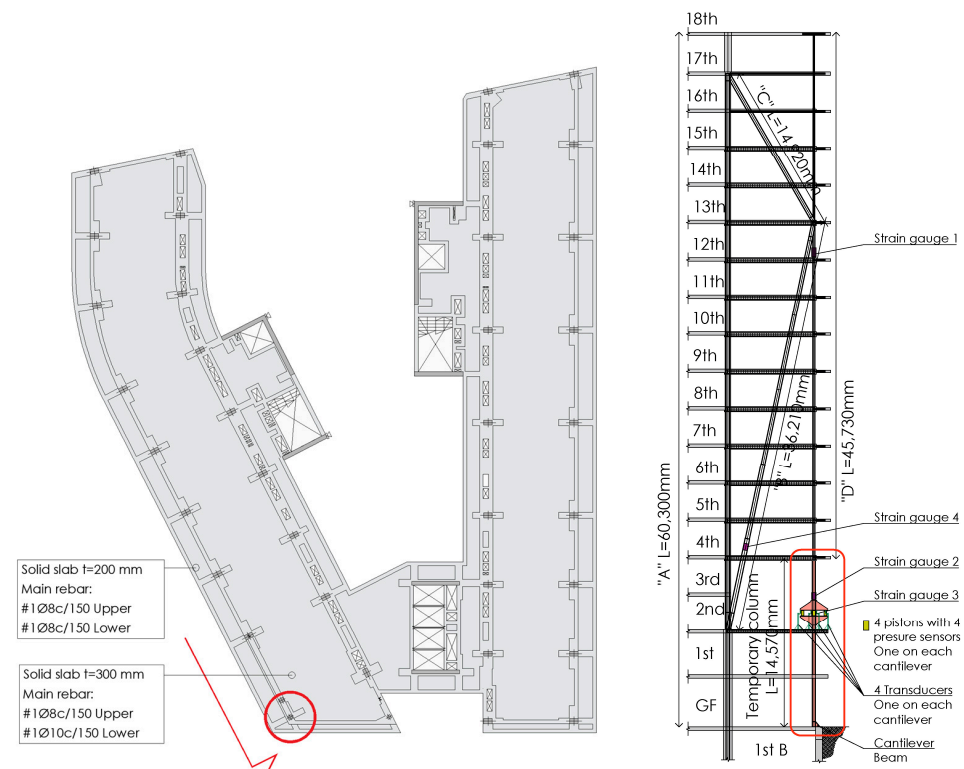 Solid slab t=200 mm
Main rebar:
#1Ø8c/150 Upper
#1Ø8c/150 Lower
Solid slab t=300 mm
Main rebar:
#1Ø8c/150 Upper
#1Ø10c/150 Lower
18th
17th
16th
15th
14th
13th
12th
11th
10th
9th
8th
7th
6th
5th
4th
3rd
2nd
1st
GF
1st B
"A" L=60,300mm
"C" L=14,920mm
"B" L=36,210mm
"D" L=45,730mm
Temporary column
L=14,570mm
Strain gauge 1
Strain gauge 4
Strain gauge 2
Strain gauge 3
4 pistons with 4
presure sensors
One on each
cantilever
4 Transducers
One on each
cantilever
Cantilever
Beam